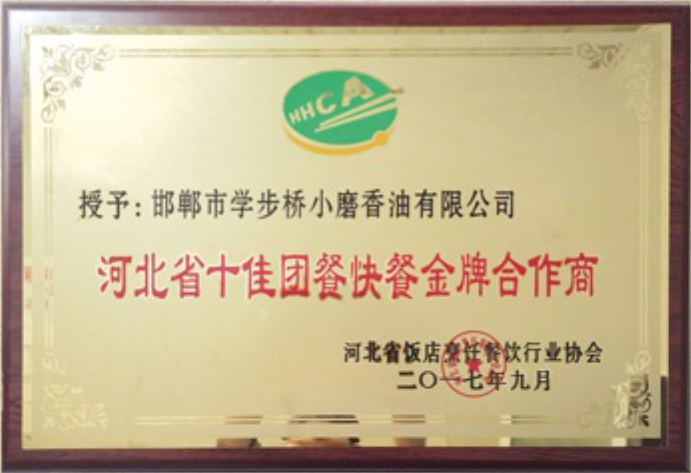 HHCA
授予：邯郸市学步桥小磨香油有限公司
河北省十佳团餐快餐金牌合作商
河北省饭店烹饪餐饮行业协会
二〇一七年九月